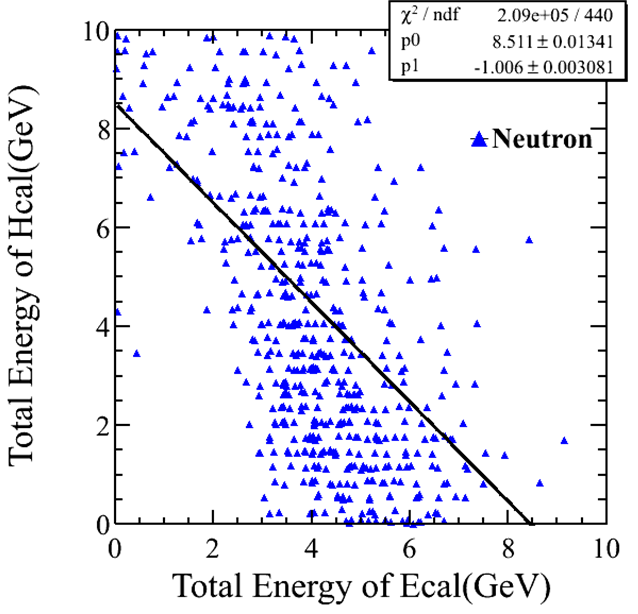 χ² / ndf 2.09e+05 / 440
p0 8.511 ± 0.01341
p1 -1.006 ± 0.003081
Neutron
Total Energy of Hcal(GeV)
10
8
6
4
2
0
0 2 4 6 8 10
Total Energy of Ecal(GeV)